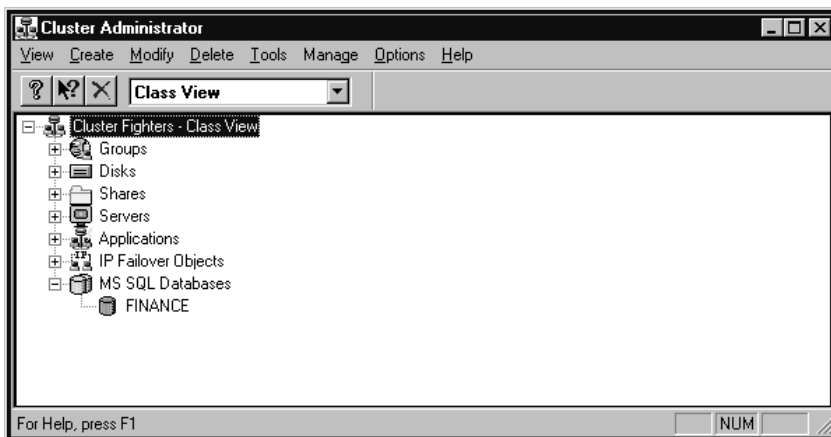 Cluster Administrator
View Create Modify Delete Tools Manage Options Help
Class View
Cluster Fighters - Class View
Groups
Disks
Shares
Servers
Applications
IP Failover Objects
MS SQL Databases
FINANCE
For Help, press F1 NUM